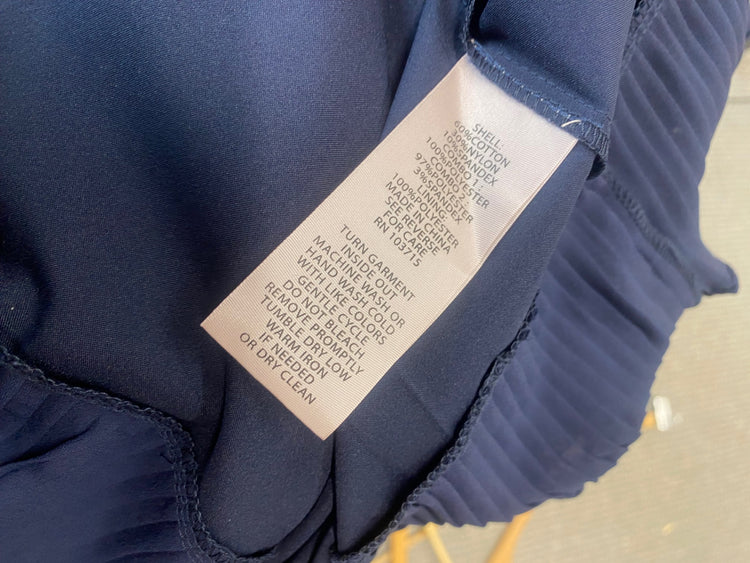 SHELL:
60%COTTON
30%NYLON
10%SPANDEX
COMBO 1 :
100%POLYESTER
COMBO 2:
97%POLYESTER
3%SPANDEX
LINING:
100%POLYESTER
MADE IN CHINA
SEE REVERSE
FOR CARE
RN 103715
TURN GARMENT
INSIDE OUT
MACHINE WASH OR
HAND WASH COLD
WITH LIKE COLORS
GENTLE CYCLE
DO NOT BLEACH
REMOVE PROMPTLY
TUMBLE DRY LOW
WARM IRON
IF NEEDED
OR DRY CLEAN